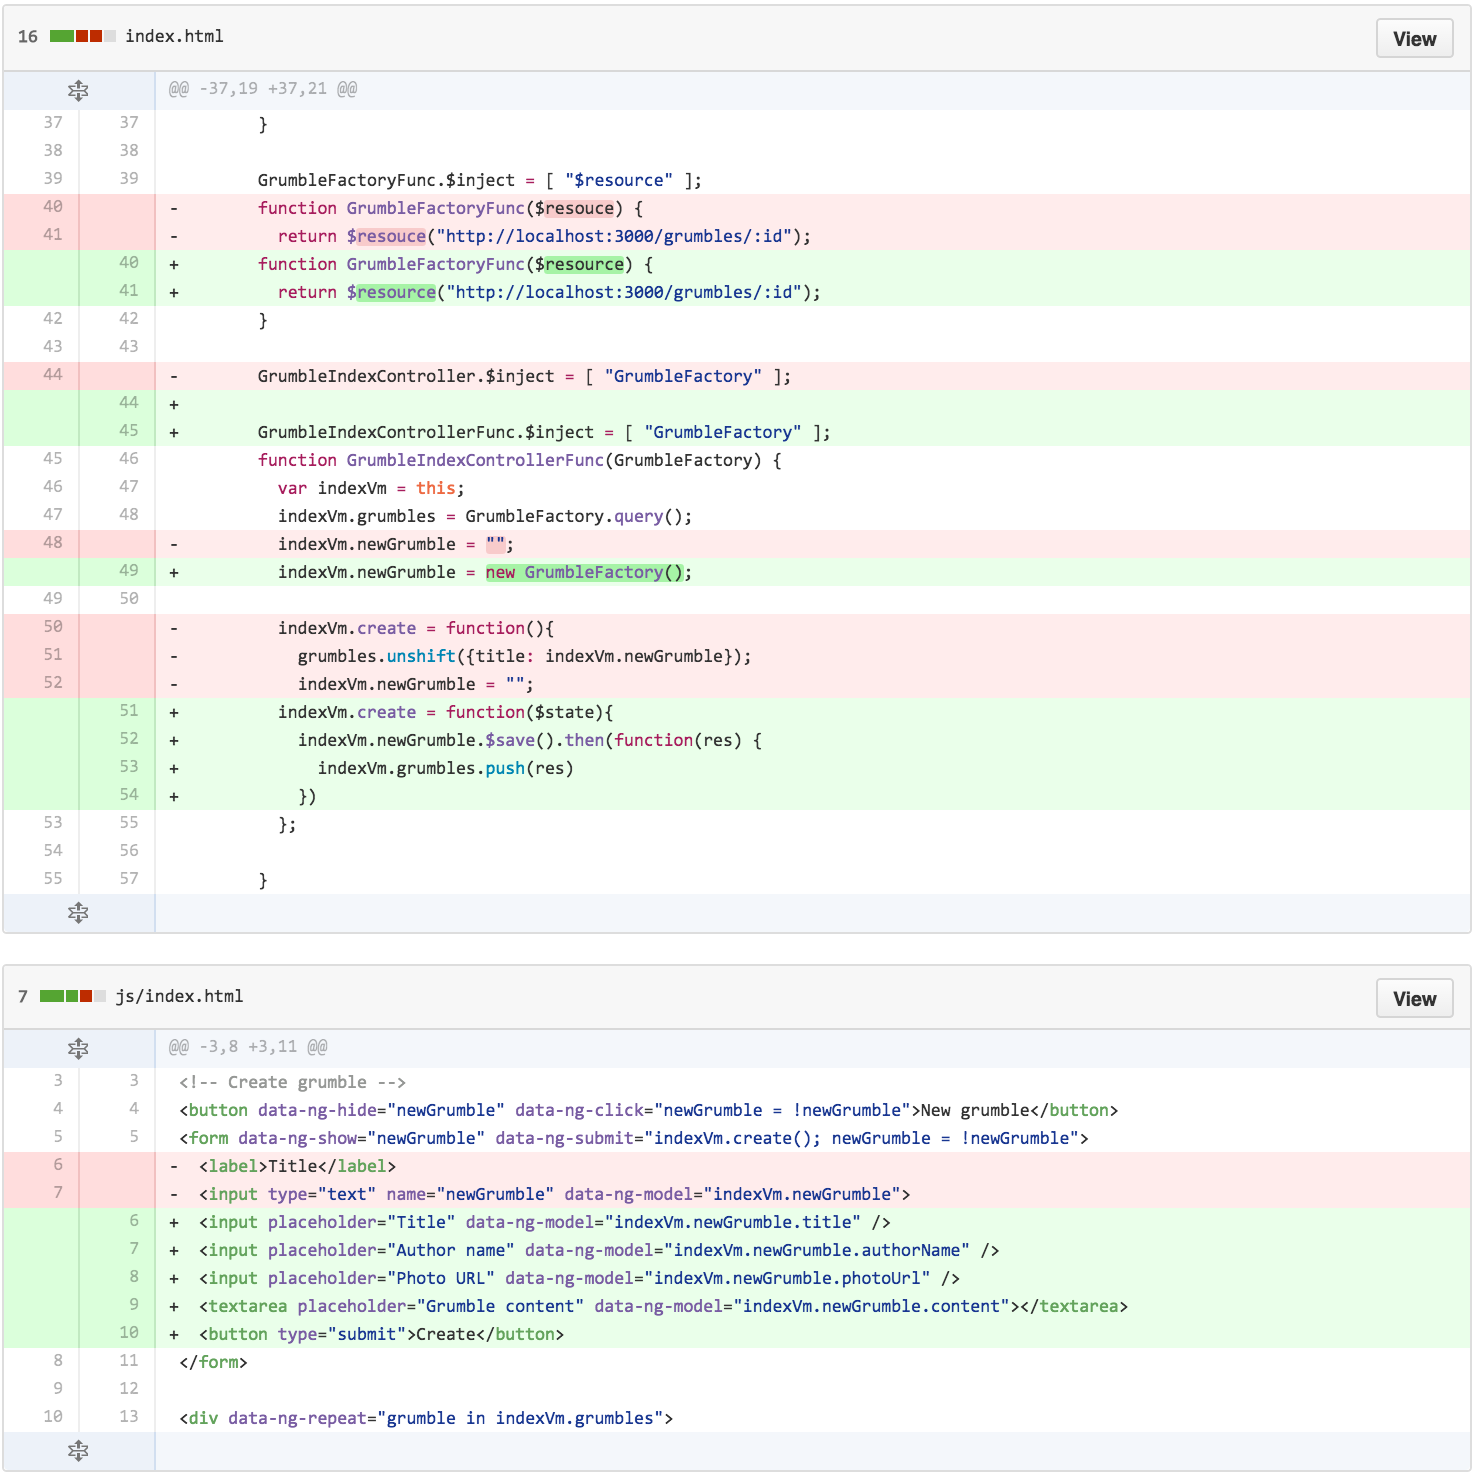 16 index.html View
@@ -37,19 +37,21 @@
37 37 }
38 38
39 39 GrumbleFactoryFunc.$inject = [ "$resource" ];
40 - function GrumbleFactoryFunc($resouce) {
41 - return $resouce("http://localhost:3000/grumbles/:id");
40 + function GrumbleFactoryFunc($resource) {
41 + return $resource("http://localhost:3000/grumbles/:id");
42 42 }
43 43
44 - GrumbleIndexController.$inject = [ "GrumbleFactory" ];
44 +
45 + GrumbleIndexControllerFunc.$inject = [ "GrumbleFactory" ];
45 46 function GrumbleIndexControllerFunc(GrumbleFactory) {
46 47 var indexVm = this;
47 48 indexVm.grumbles = GrumbleFactory.query();
48 - indexVm.newGrumble = "";
49 + indexVm.newGrumble = new GrumbleFactory();
49 50
50 - indexVm.create = function(){
51 - grumbles.unshift({title: indexVm.newGrumble});
52 - indexVm.newGrumble = "";
51 + indexVm.create = function($state){
52 + indexVm.newGrumble.$save().then(function(res) {
53 + indexVm.grumbles.push(res)
54 + })
53 55 };
54 56
55 57 }
7 js/index.html View
@@ -3,8 +3,11 @@
3 3 <!-- Create grumble -->
4 4 <button data-ng-hide="newGrumble" data-ng-click="newGrumble = !newGrumble">New grumble</button>
5 5 <form data-ng-show="newGrumble" data-ng-submit="indexVm.create(); newGrumble = !newGrumble">
6 - <label>Title</label>
7 - <input type="text" name="newGrumble" data-ng-model="indexVm.newGrumble">
6 + <input placeholder="Title" data-ng-model="indexVm.newGrumble.title" />
7 + <input placeholder="Author name" data-ng-model="indexVm.newGrumble.authorName" />
8 + <input placeholder="Photo URL" data-ng-model="indexVm.newGrumble.photoUrl" />
9 + <textarea placeholder="Grumble content" data-ng-model="indexVm.newGrumble.content"></textarea>
10 + <button type="submit">Create</button>
8 11 </form>
9 12
10 13 <div data-ng-repeat="grumble in indexVm.grumbles">